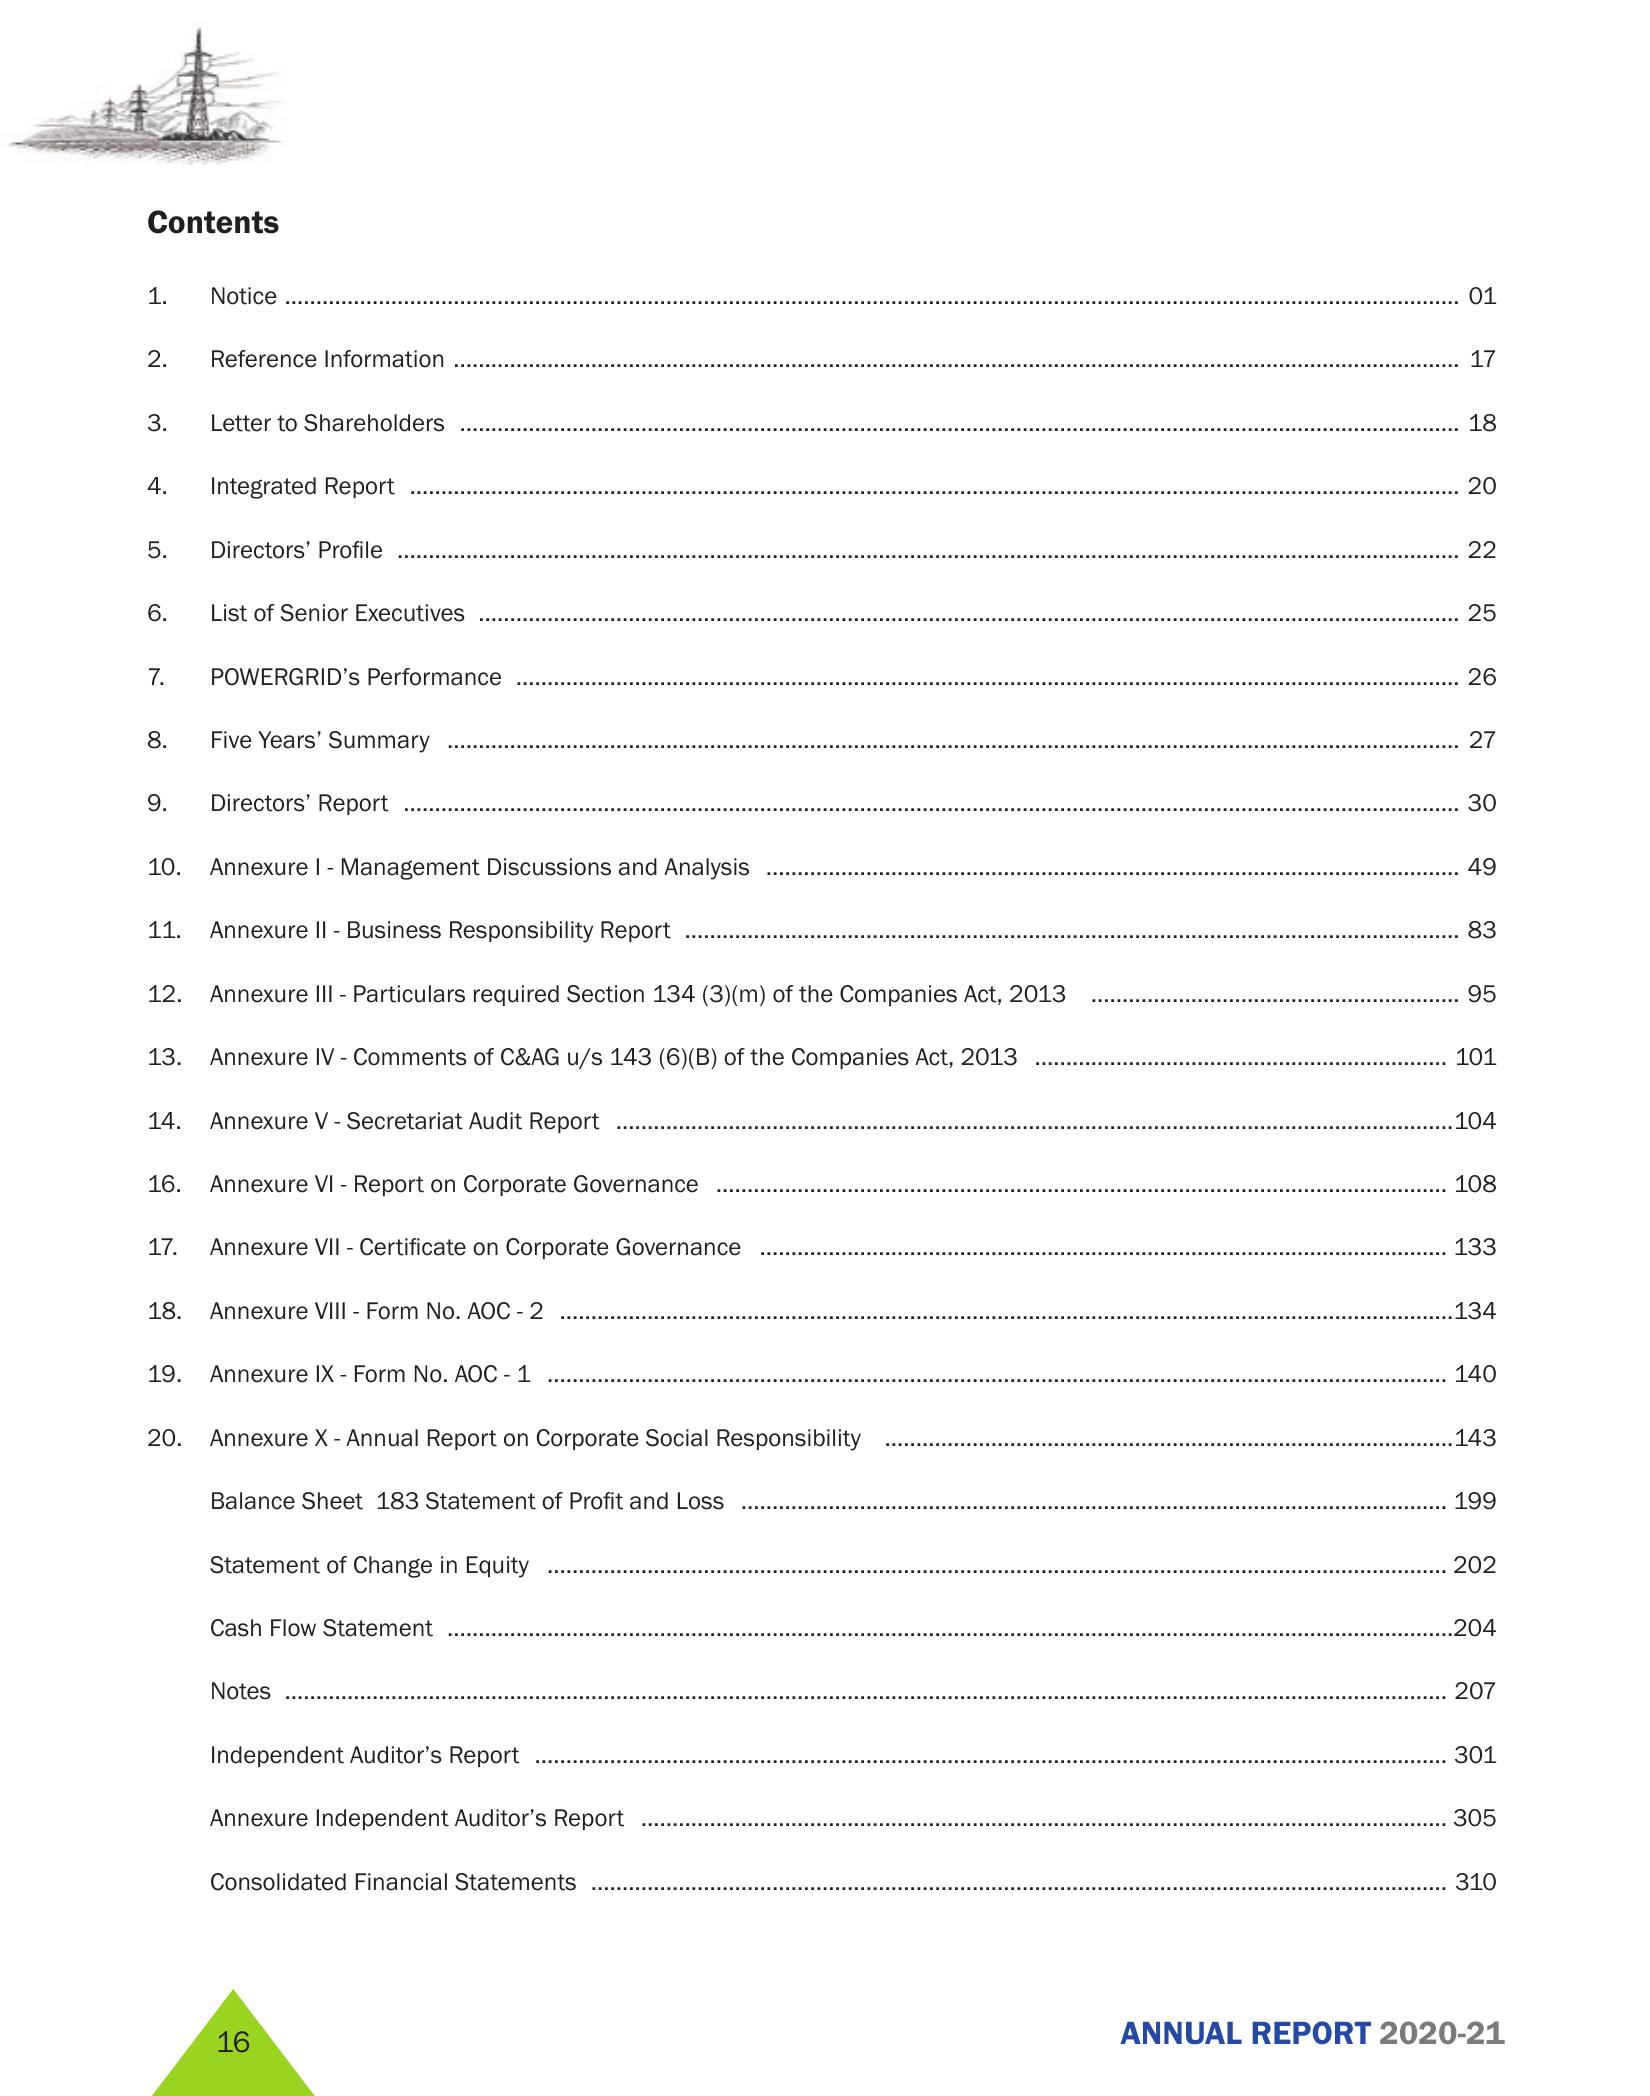 Contents
1. Notice ........................................ 01
2. Reference Information ........................................ 17
3. Letter to Shareholders ........................................ 18
4. Integrated Report ........................................ 20
5. Directors’ Profile ........................................ 22
6. List of Senior Executives ........................................ 25
7. POWERGRID’s Performance ........................................ 26
8. Five Years’ Summary ........................................ 27
9. Directors’ Report ........................................ 30
10. Annexure I - Management Discussions and Analysis ........................................ 49
11. Annexure II - Business Responsibility Report ........................................ 83
12. Annexure III - Particulars required Section 134 (3)(m) of the Companies Act, 2013 ........................................ 95
13. Annexure IV - Comments of C&AG u/s 143 (6)(B) of the Companies Act, 2013 ........................................ 101
14. Annexure V - Secretariat Audit Report ........................................104
16. Annexure VI - Report on Corporate Governance ........................................ 108
17. Annexure VII - Certificate on Corporate Governance ........................................ 133
18. Annexure VIII - Form No. AOC - 2 ........................................134
19. Annexure IX - Form No. AOC - 1 ........................................ 140
20. Annexure X - Annual Report on Corporate Social Responsibility ........................................143
Balance Sheet 183 Statement of Profit and Loss ........................................ 199
Statement of Change in Equity ........................................ 202
Cash Flow Statement ........................................204
Notes ........................................ 207
Independent Auditor’s Report ........................................ 301
Annexure Independent Auditor’s Report ........................................ 305
Consolidated Financial Statements ........................................ 310
16
ANNUAL REPORT 2020-21